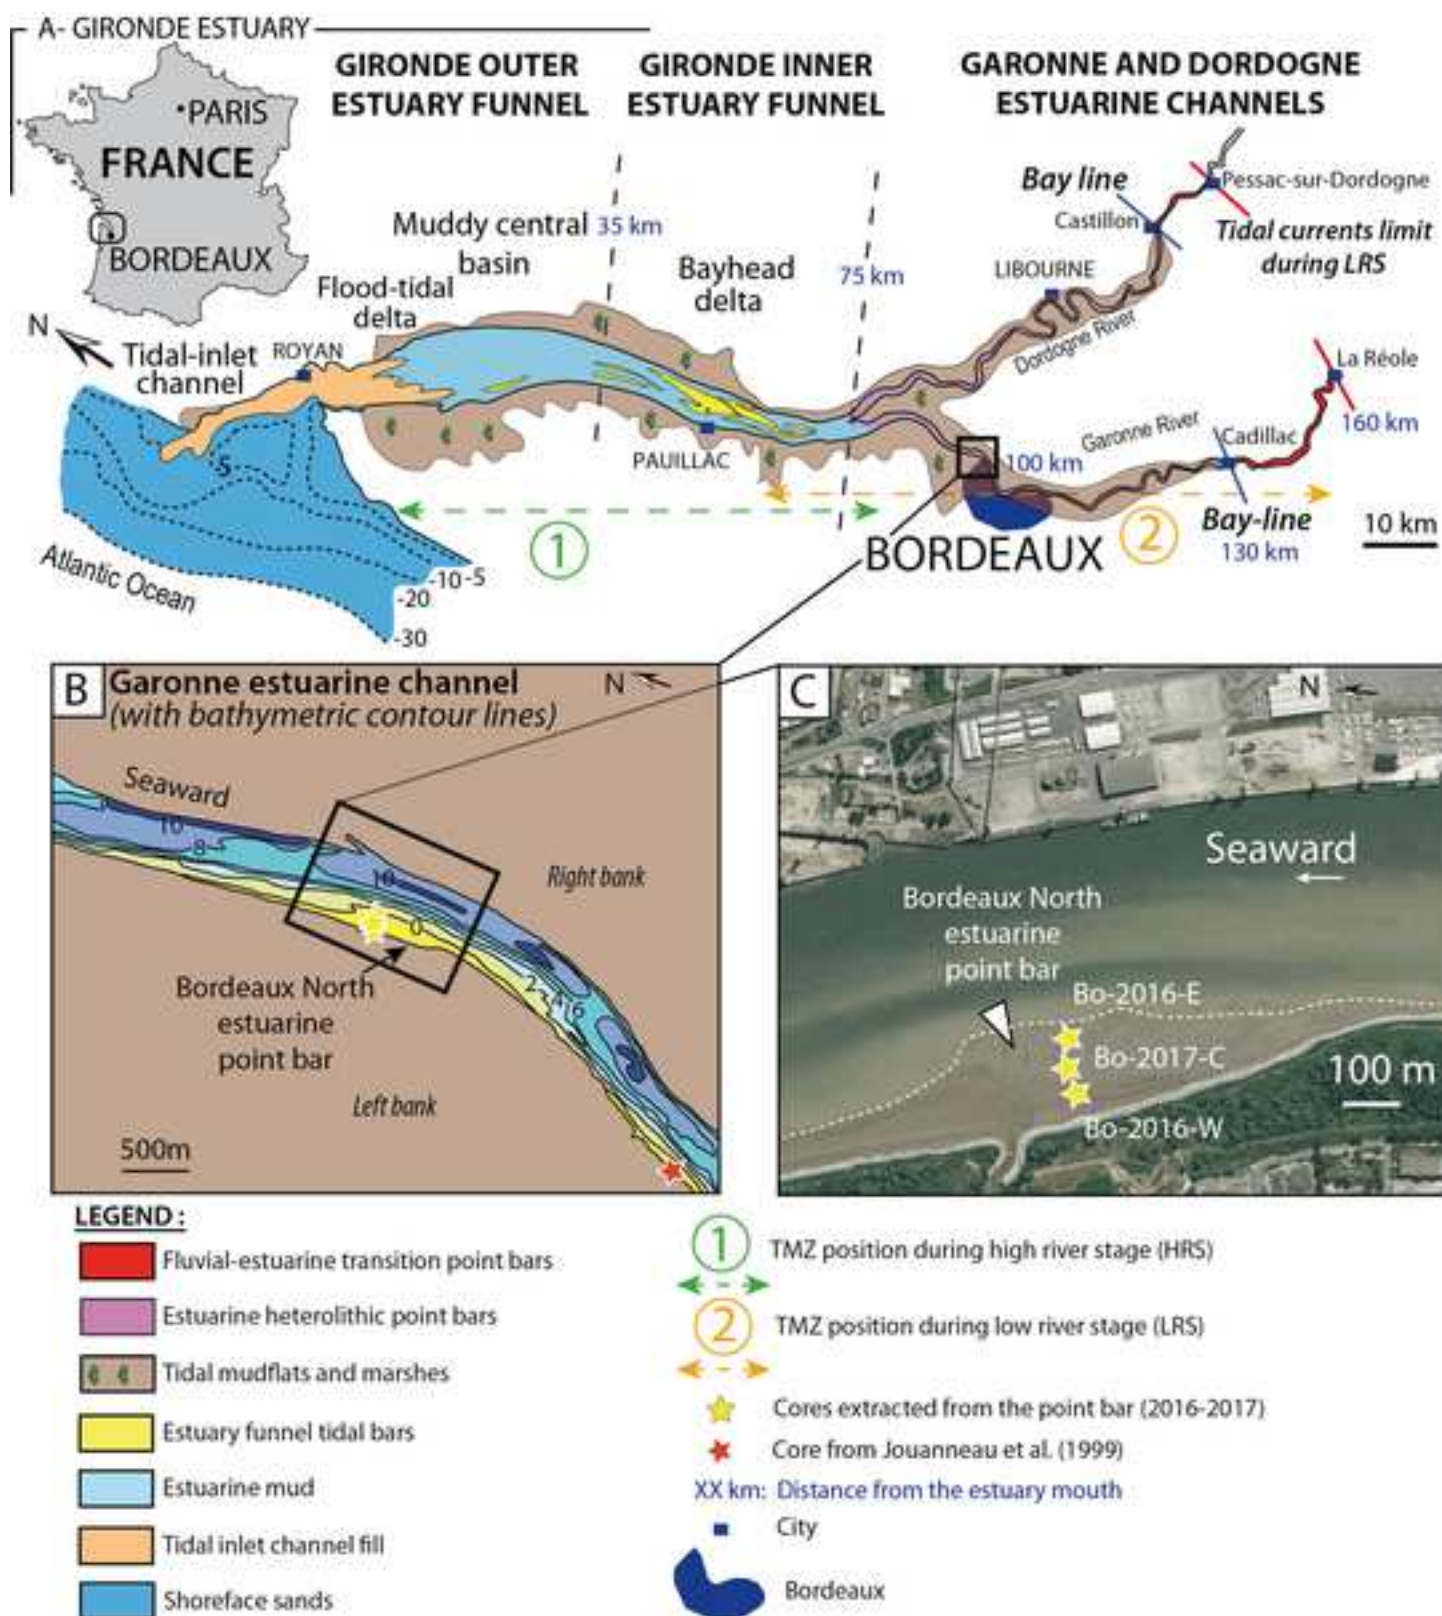 A- GIRONDE ESTUARY
PARIS
FRANCE
BORDEAUX
GIRONDE OUTER
ESTUARY FUNNEL
GIRONDE INNER
ESTUARY FUNNEL
GARONNE AND DORDOGNE
ESTUARINE CHANNELS
Bay line
Pessac-sur-Dordogne
Castillon
Tidal currents limit
during LRS
Muddy central
basin
35 km
Bayhead
delta
75 km
LIBOURNE
Dordogne River
Flood-tidal
delta
N
Tidal-inlet
channel
ROYAN
La Réole
160 km
Garonne River
Cadillac
PAUILLAC
100 km
5
1
2
Bay-line
130 km
10 km
BORDEAUX
Atlantic Ocean
-5
-10
-20
-30
B
Garonne estuarine channel
(with bathymetric contour lines)
N
Seaward
10
8
10
0
Right bank
Bordeaux North
estuarine
point bar
2
4
6
Left bank
500m
C
N
Seaward
Bordeaux North
estuarine
point bar
Bo-2016-E
Bo-2017-C
100 m
Bo-2016-W
LEGEND :
Fluvial-estuarine transition point bars
Estuarine heterolithic point bars
Tidal mudflats and marshes
Estuary funnel tidal bars
Estuarine mud
Tidal inlet channel fill
Shoreface sands
1 TMZ position during high river stage (HRS)
2 TMZ position during low river stage (LRS)
Cores extracted from the point bar (2016-2017)
Core from Jouanneau et al. (1999)
XX km: Distance from the estuary mouth
City
Bordeaux